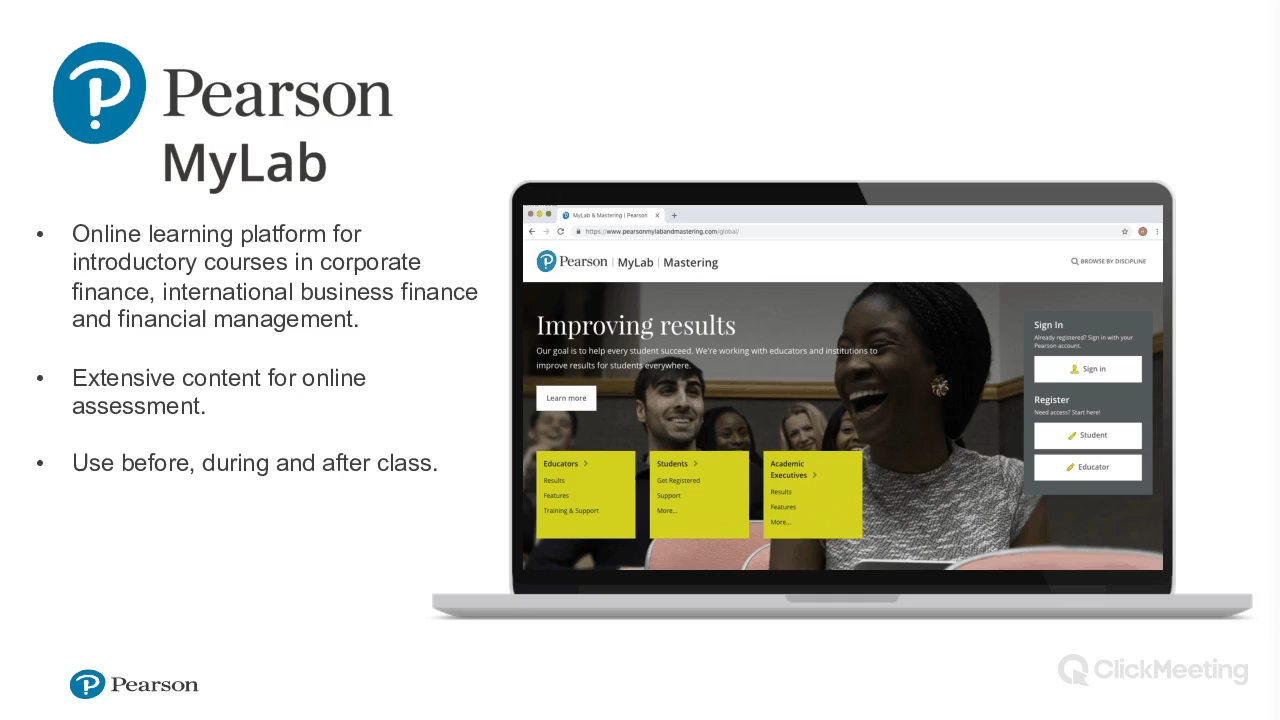 Pearson
MyLab
• Online learning platform for
introductory courses in corporate
finance, international business finance
and financial management.
• Extensive content for online
assessment.
• Use before, during and after class.
MyLab & Mastering | Pearson
https://www.pearsonmylabandmastering.com/global/
Pearson | MyLab | Mastering
BROWSE BY DISCIPLINE
Improving results
Our goal is to help every student succeed. We're working with educators and institutions to
improve results for students everywhere.
Learn more
Sign In
Already registered? Sign in with your
Pearson account.
Sign in
Register
Need access? Start here!
Student
Educator
Educators >
Results
Features
Training & Support
Students >
Get Registered
Support
More...
Academic
Executives >
Results
Features
More...
Pearson
ClickMeeting